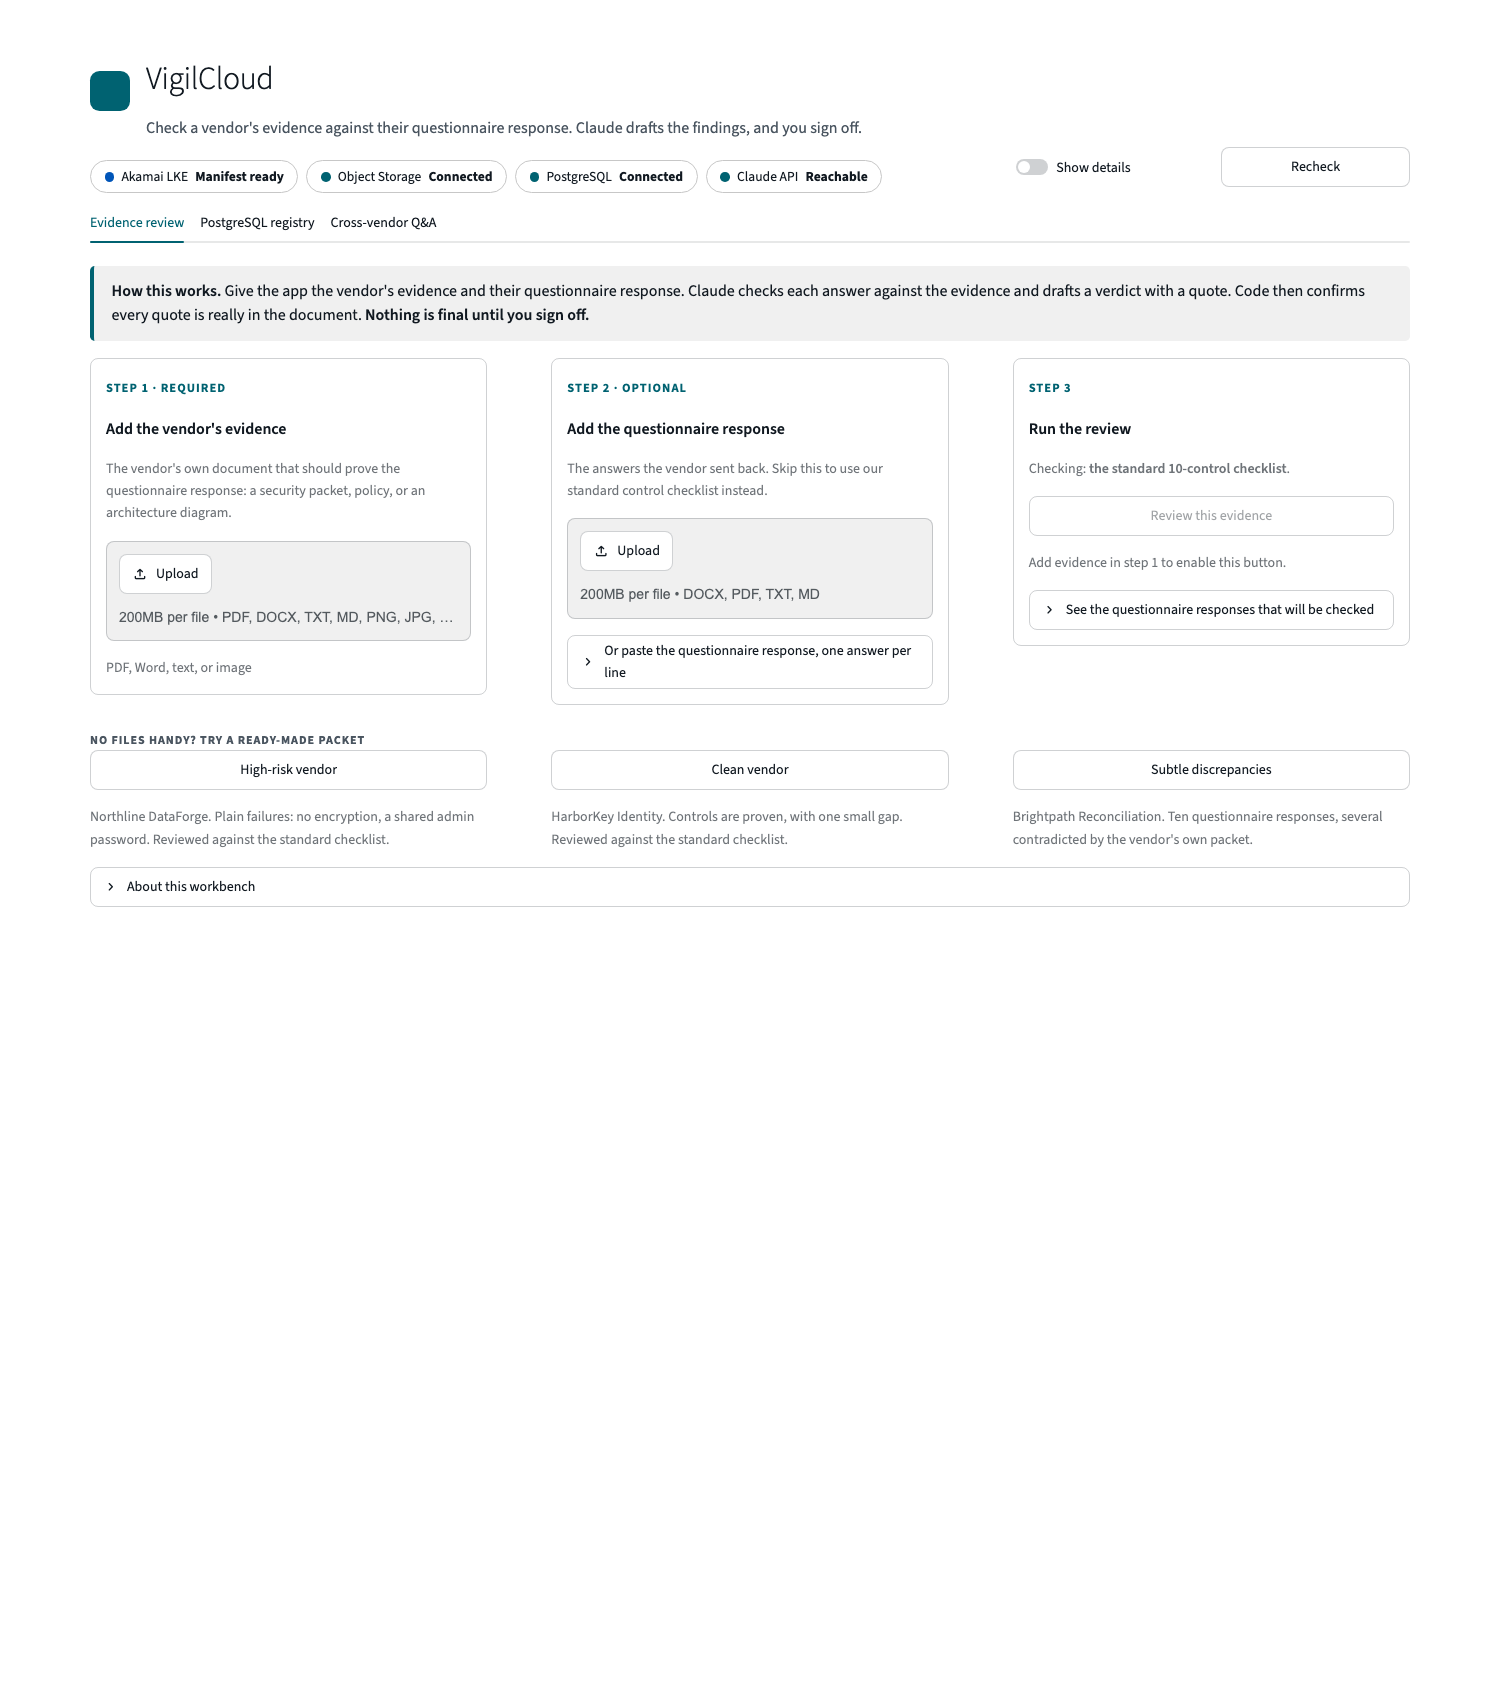 VigilCloud
Check a vendor's evidence against their questionnaire response. Claude drafts the findings, and you sign off.
Akamai LKE Manifest ready
Object Storage Connected
PostgreSQL Connected
Claude API Reachable
Show details
Recheck
Evidence review
PostgreSQL registry
Cross-vendor Q&A
How this works. Give the app the vendor's evidence and their questionnaire response. Claude checks each answer against the evidence and drafts a verdict with a quote. Code then confirms
every quote is really in the document. Nothing is final until you sign off.
STEP 1 · REQUIRED
Add the vendor's evidence
The vendor's own document that should prove the
questionnaire response: a security packet, policy, or an
architecture diagram.
Upload
200MB per file • PDF, DOCX, TXT, MD, PNG, JPG, …
PDF, Word, text, or image
STEP 2 · OPTIONAL
Add the questionnaire response
The answers the vendor sent back. Skip this to use our
standard control checklist instead.
Upload
200MB per file • DOCX, PDF, TXT, MD
Or paste the questionnaire response, one answer per
line
STEP 3
Run the review
Checking: the standard 10-control checklist.
Review this evidence
Add evidence in step 1 to enable this button.
See the questionnaire responses that will be checked
NO FILES HANDY? TRY A READY-MADE PACKET
High-risk vendor
Northline DataForge. Plain failures: no encryption, a shared admin
password. Reviewed against the standard checklist.
Clean vendor
HarborKey Identity. Controls are proven, with one small gap.
Reviewed against the standard checklist.
Subtle discrepancies
Brightpath Reconciliation. Ten questionnaire responses, several
contradicted by the vendor's own packet.
About this workbench